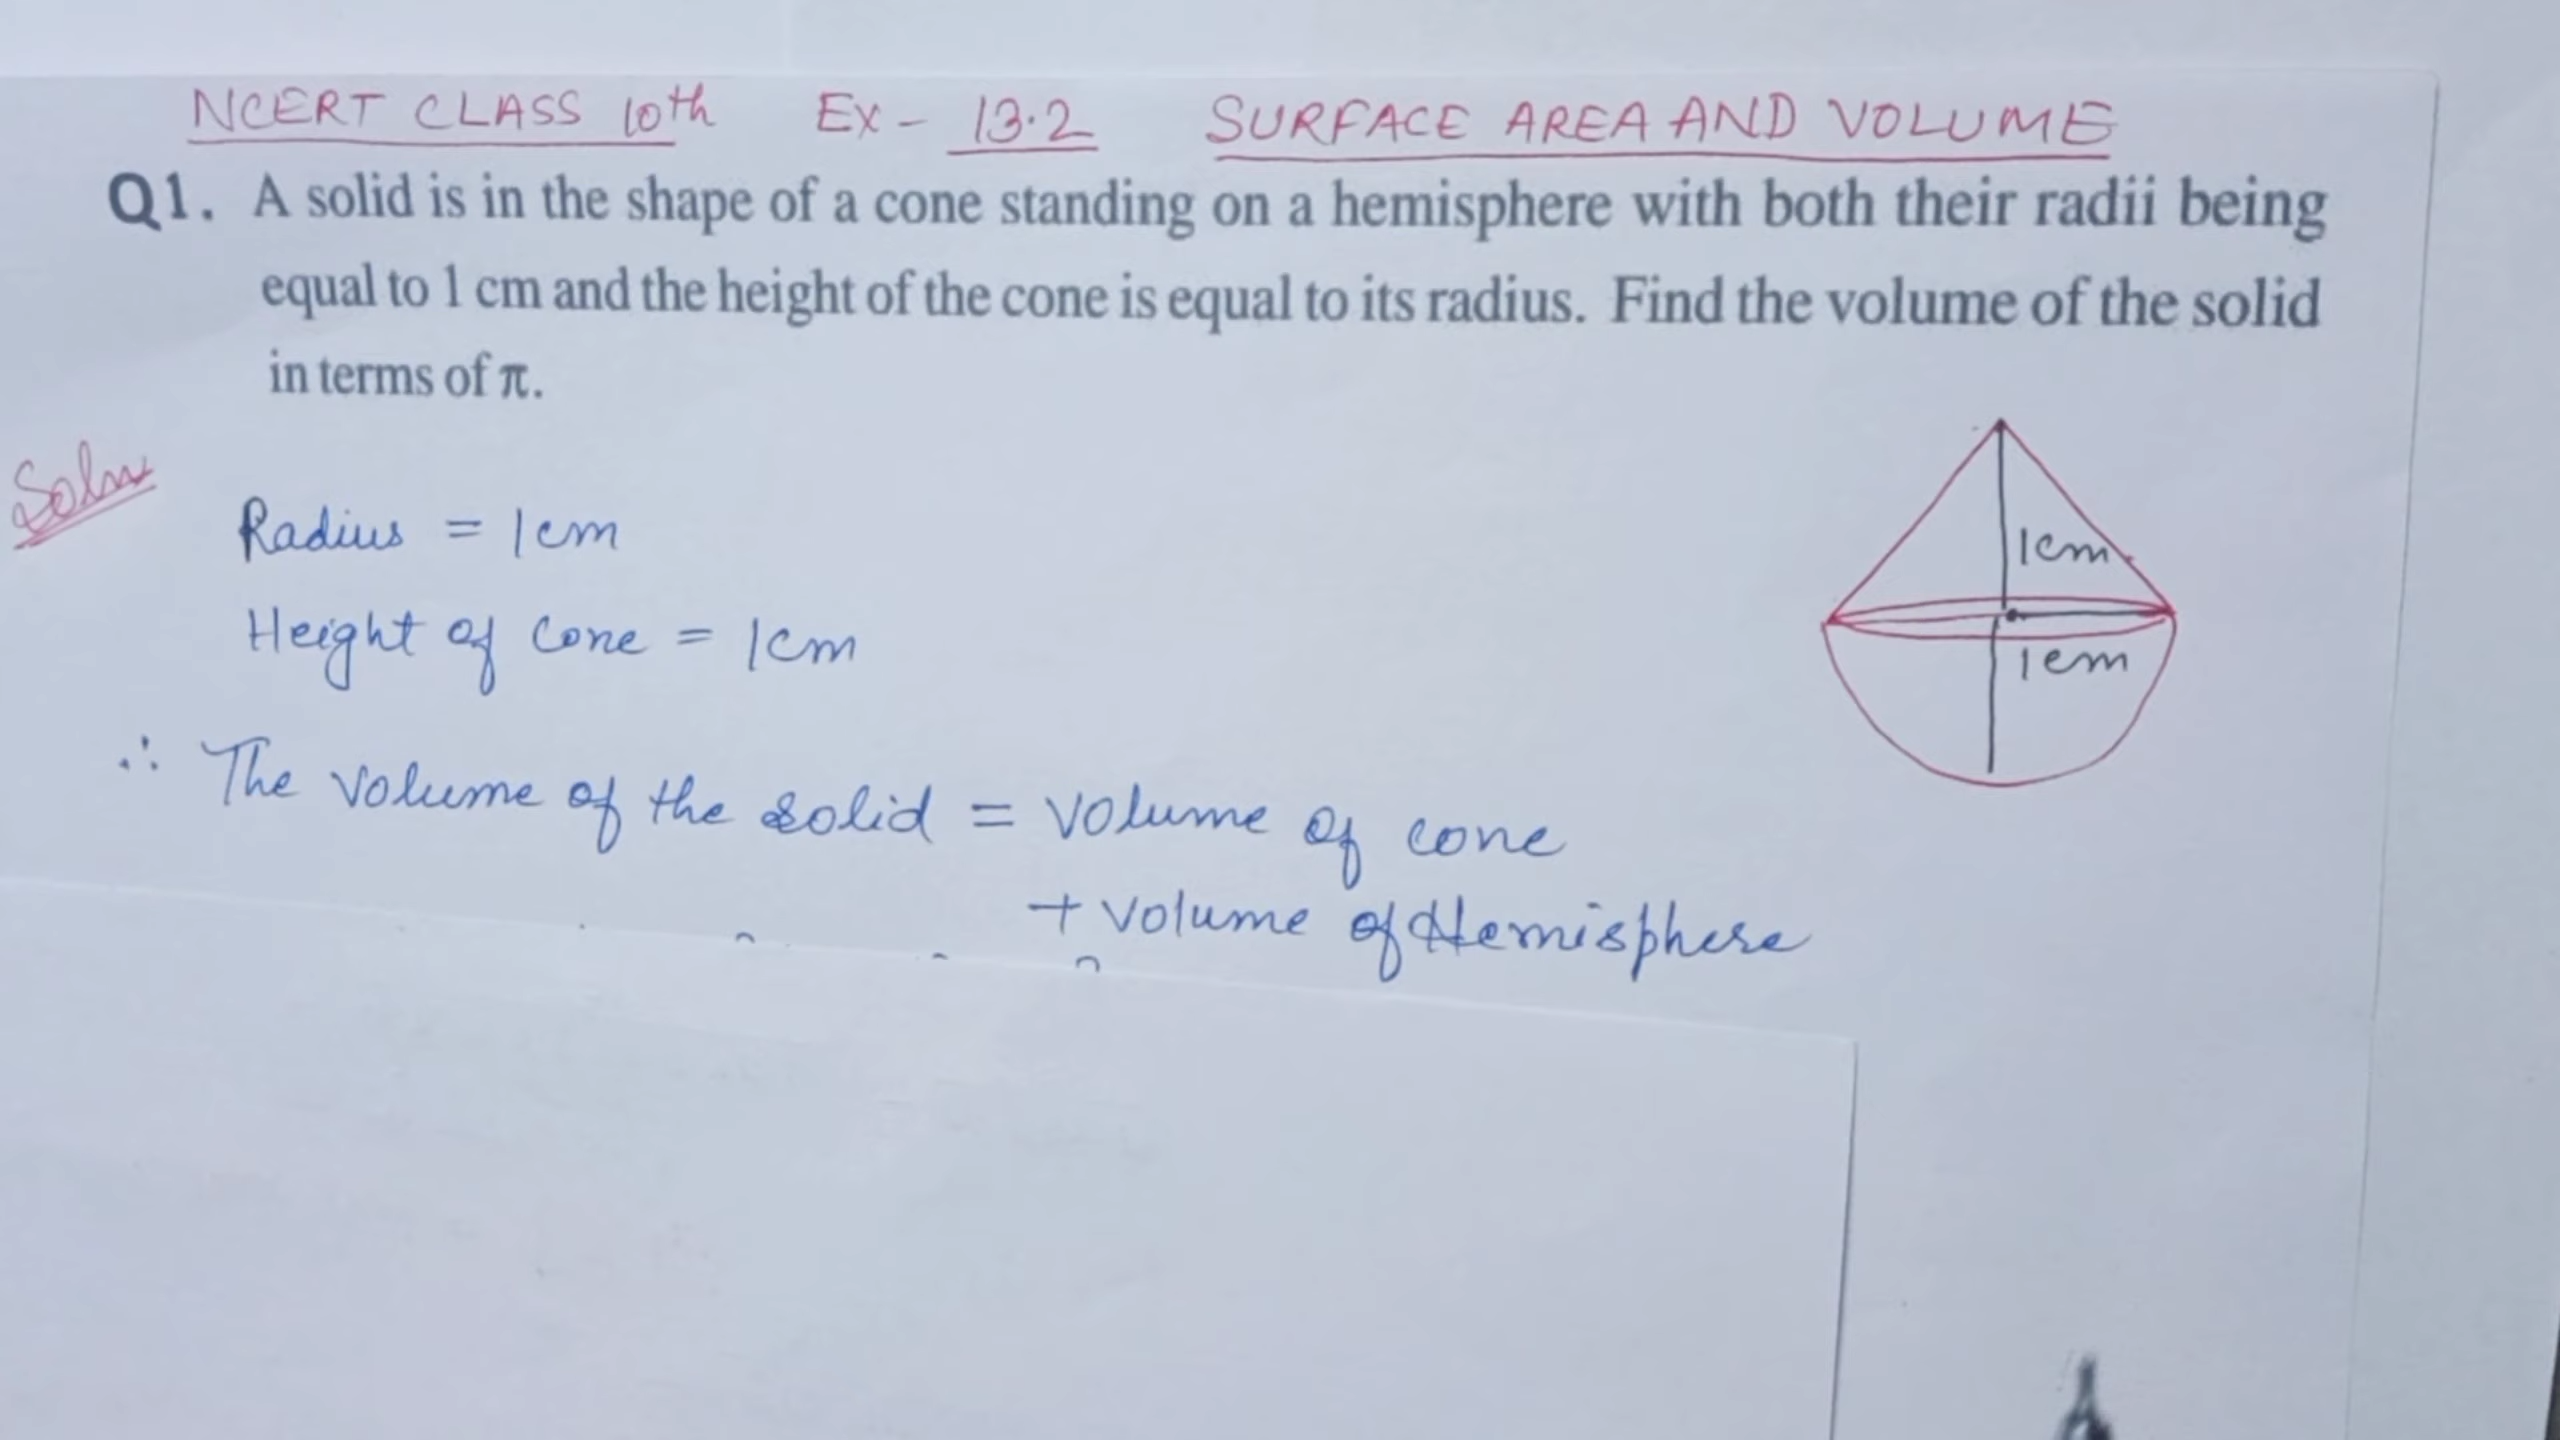 NCERT CLASS 10th Ex - 13.2 SURFACE AREA AND VOLUME
Q1. A solid is in the shape of a cone standing on a hemisphere with both their radii being
equal to 1 cm and the height of the cone is equal to its radius. Find the volume of the solid
in terms of π.
Soln
Radius = 1cm
Height of cone = 1cm
1cm
1cm
∴ The volume of the solid = volume of cone
+ volume of Hemisphere